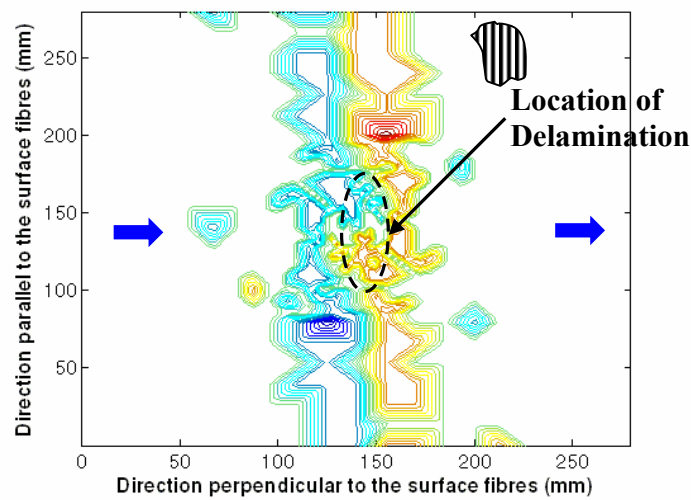 250
200
150
100
50
0
50
100
150
200
250
Direction parallel to the surface fibres (mm)
Direction perpendicular to the surface fibres (mm)
Location of
Delamination